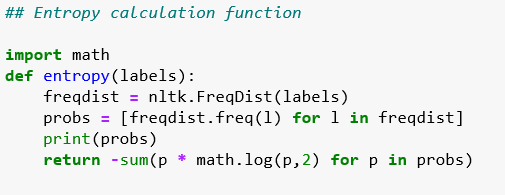 ## Entropy calculation function
import math
def entropy(labels):
    freqdist = nltk.FreqDist(labels)
    probs = [freqdist.freq(l) for l in freqdist]
    print(probs)
    return -sum(p * math.log(p,2) for p in probs)